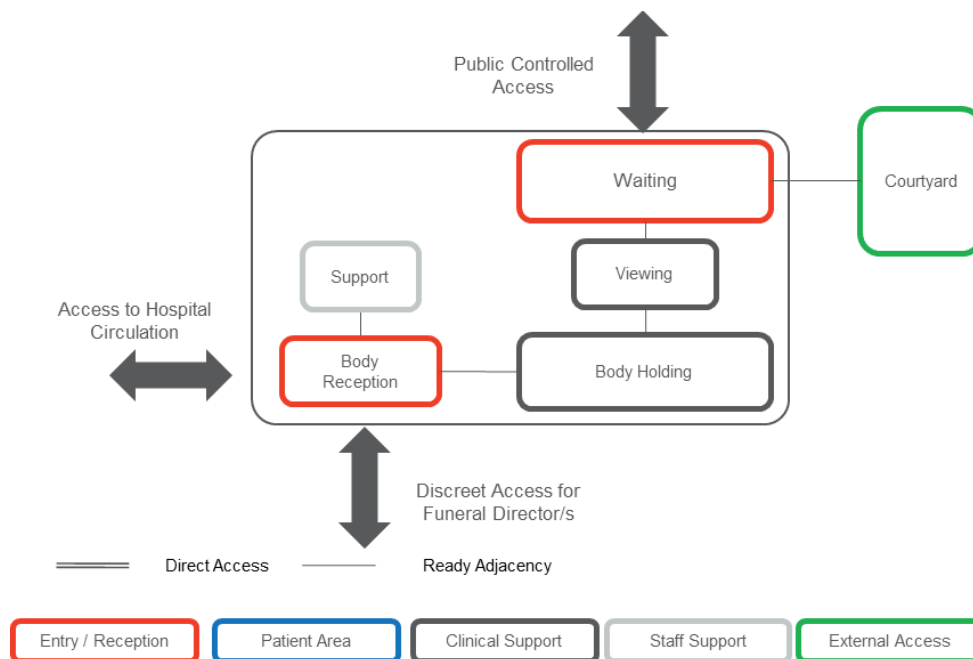 Public Controlled
Access
Waiting
Courtyard
Support
Viewing
Access to Hospital
Circulation
Body
Reception
Body Holding
Discreet Access for
Funeral Director/s
Direct Access
Ready Adjacency
Entry / Reception
Patient Area
Clinical Support
Staff Support
External Access